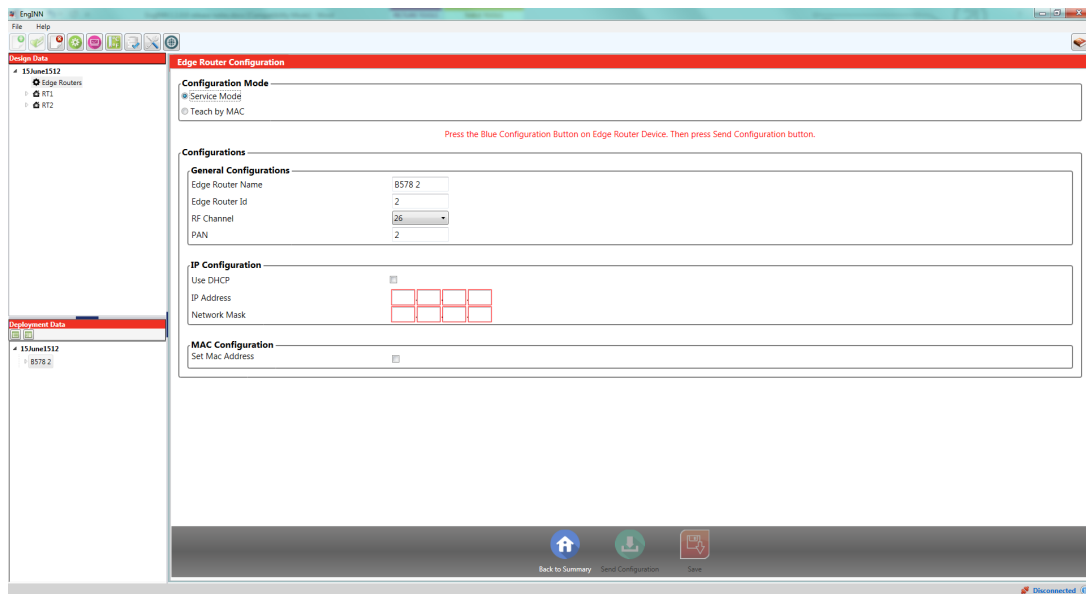 EngINN
File Help
Design Data
15June1512
Edge Routers
RT1
RT2
Deployment Data
15June1512
B578 2
Edge Router Configuration
Configuration Mode
Service Mode
Teach by MAC
Press the Blue Configuration Button on Edge Router Device. Then press Send Configuration button.
Configurations
General Configurations
Edge Router Name B578 2
Edge Router Id 2
RF Channel 26
PAN 2
IP Configuration
Use DHCP
IP Address
Network Mask
MAC Configuration
Set Mac Address
Back to Summary Send Configuration Save
Disconnected